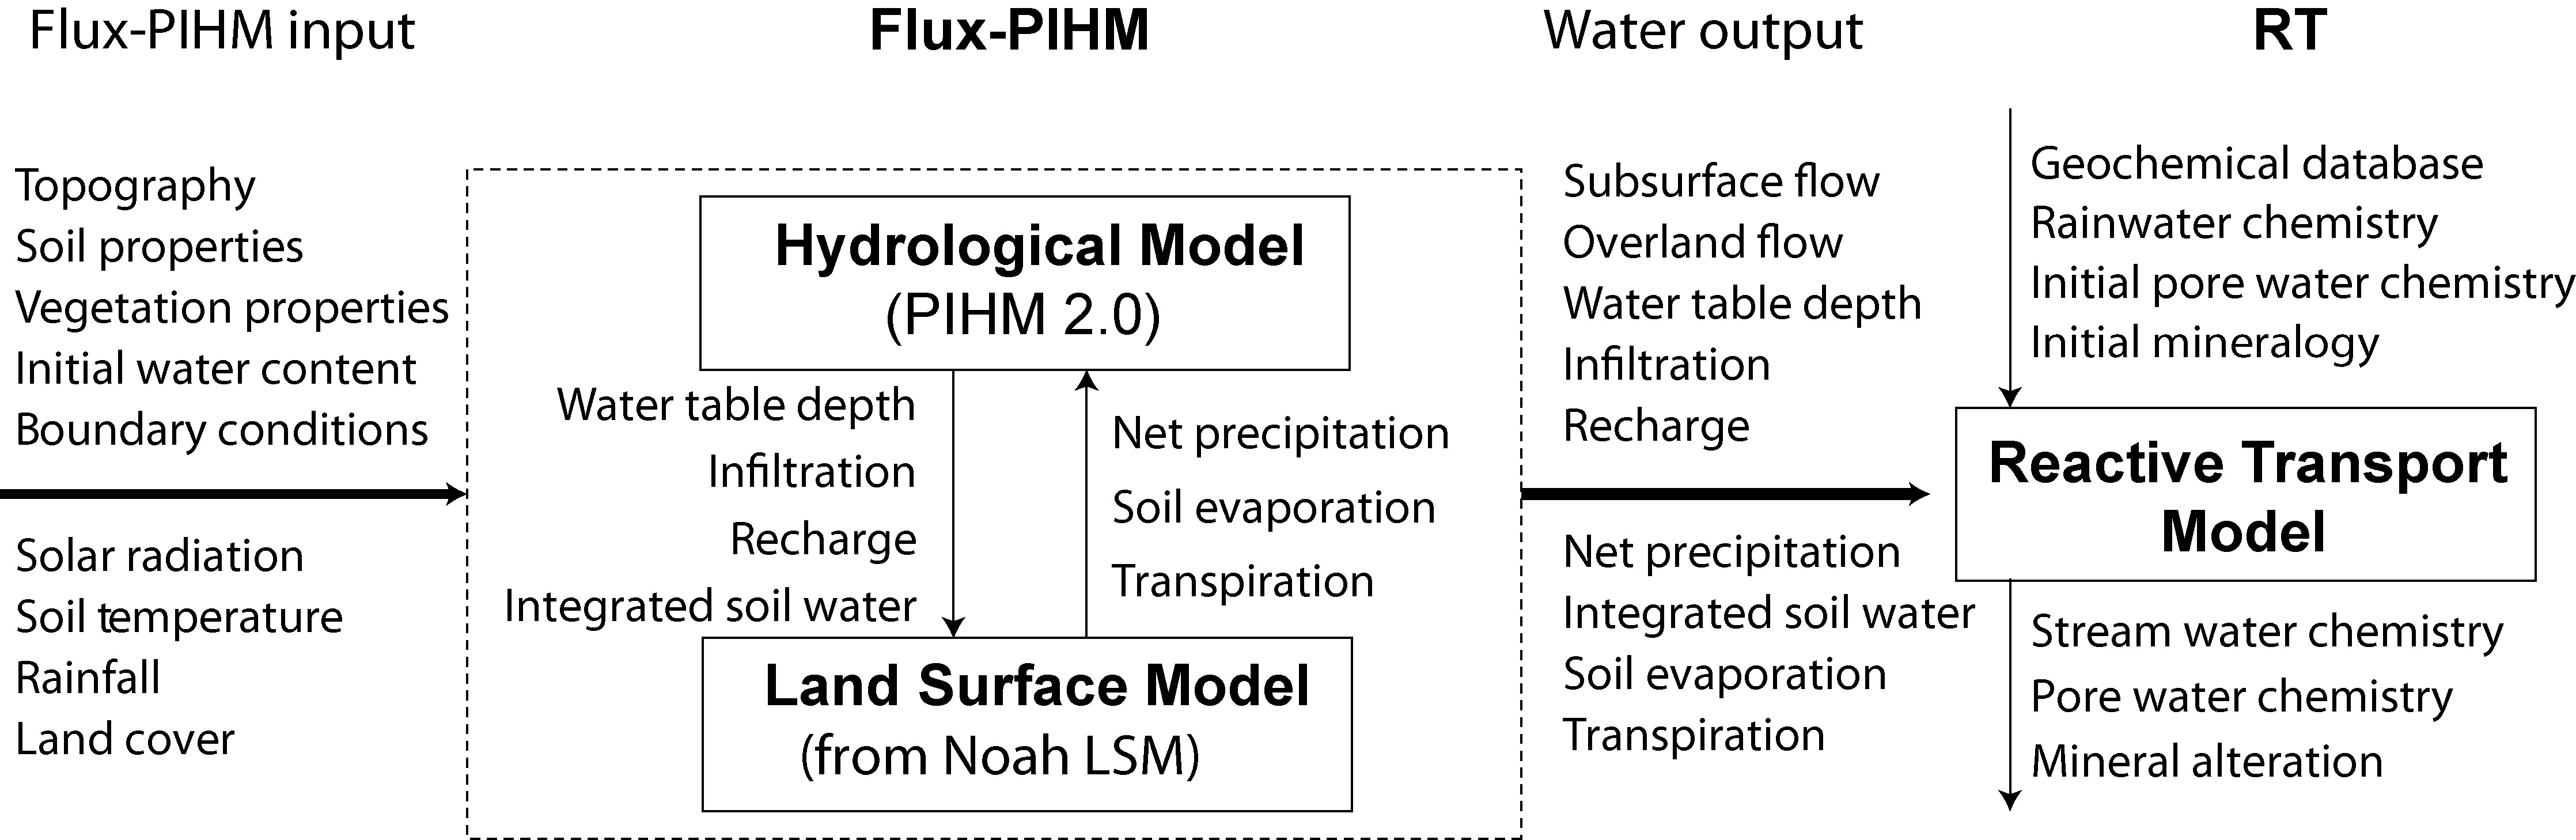 Flux-PIHM input
Flux-PIHM
Water output
RT
Topography
Soil properties
Vegetation properties
Initial water content
Boundary conditions
Solar radiation
Soil temperature
Rainfall
Land cover
Hydrological Model
(PIHM 2.0)
Water table depth
Infiltration
Recharge
Integrated soil water
Net precipitation
Soil evaporation
Transpiration
Land Surface Model
(from Noah LSM)
Subsurface flow
Overland flow
Water table depth
Infiltration
Recharge
Net precipitation
Integrated soil water
Soil evaporation
Transpiration
Geochemical database
Rainwater chemistry
Initial pore water chemistry
Initial mineralogy
Reactive Transport
Model
Stream water chemistry
Pore water chemistry
Mineral alteration